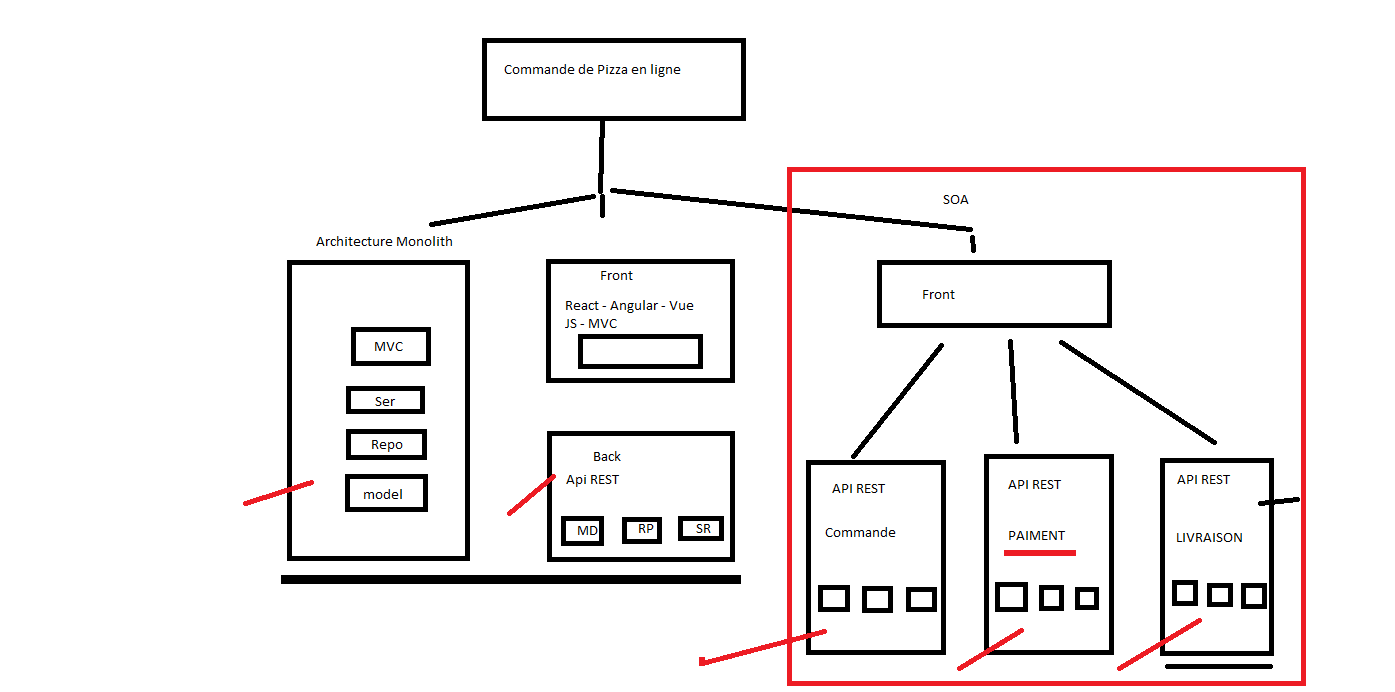 Commande de Pizza en ligne
SOA
Architecture Monolith
MVC
Ser
Repo
model
Front
React - Angular - Vue
JS - MVC
Back
Api REST
MD
RP
SR
Front
API REST
Commande
API REST
PAIMENT
API REST
LIVRAISON